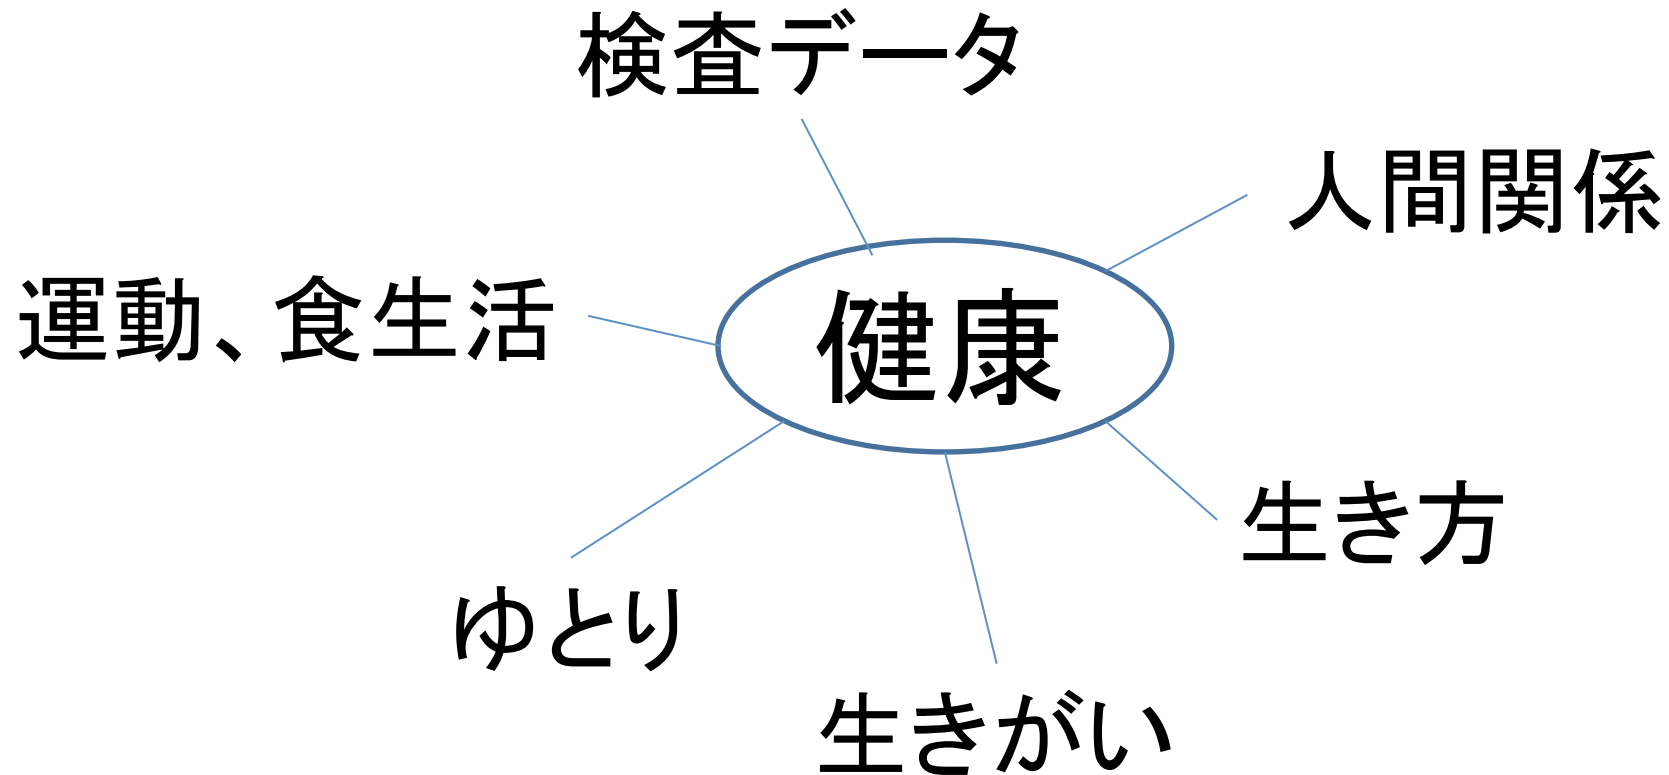 検査データ
人間関係
運動、食生活
健康
生き方
ゆとり
生きがい